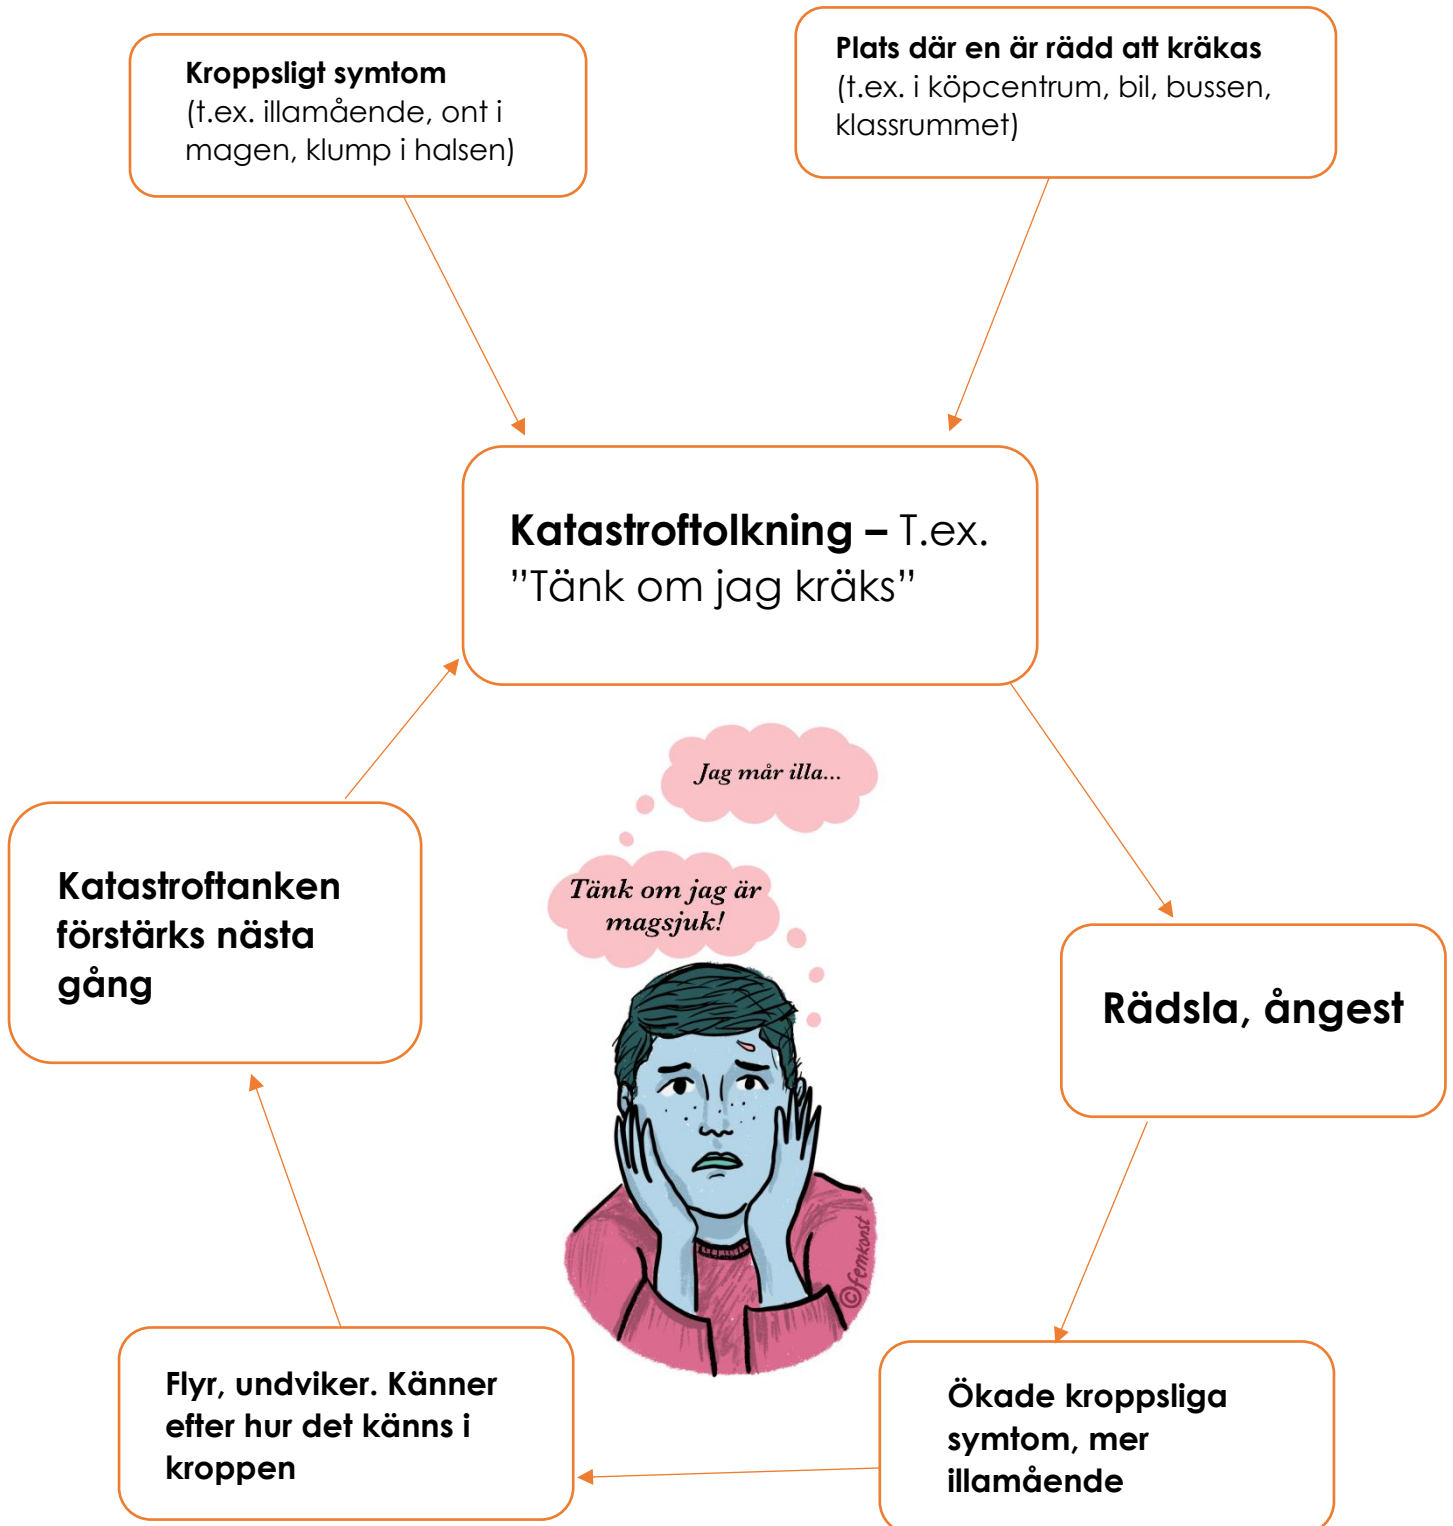 Kroppsligt symtom
(t.ex. illamående, ont i
magen, klump i halsen)
Plats där en är rädd att kräkas
(t.ex. i köpcentrum, bil, bussen,
klassrummet)
Katastroftolkning – T.ex.
”Tänk om jag kräks”
Jag mår illa...
Tänk om jag är
magsjuk!
Katastroftanken
förstärks nästa
gång
Rädsla, ångest
©femkonst
Flyr, undviker. Känner
efter hur det känns i
kroppen
Ökade kroppsliga
symtom, mer
illamående